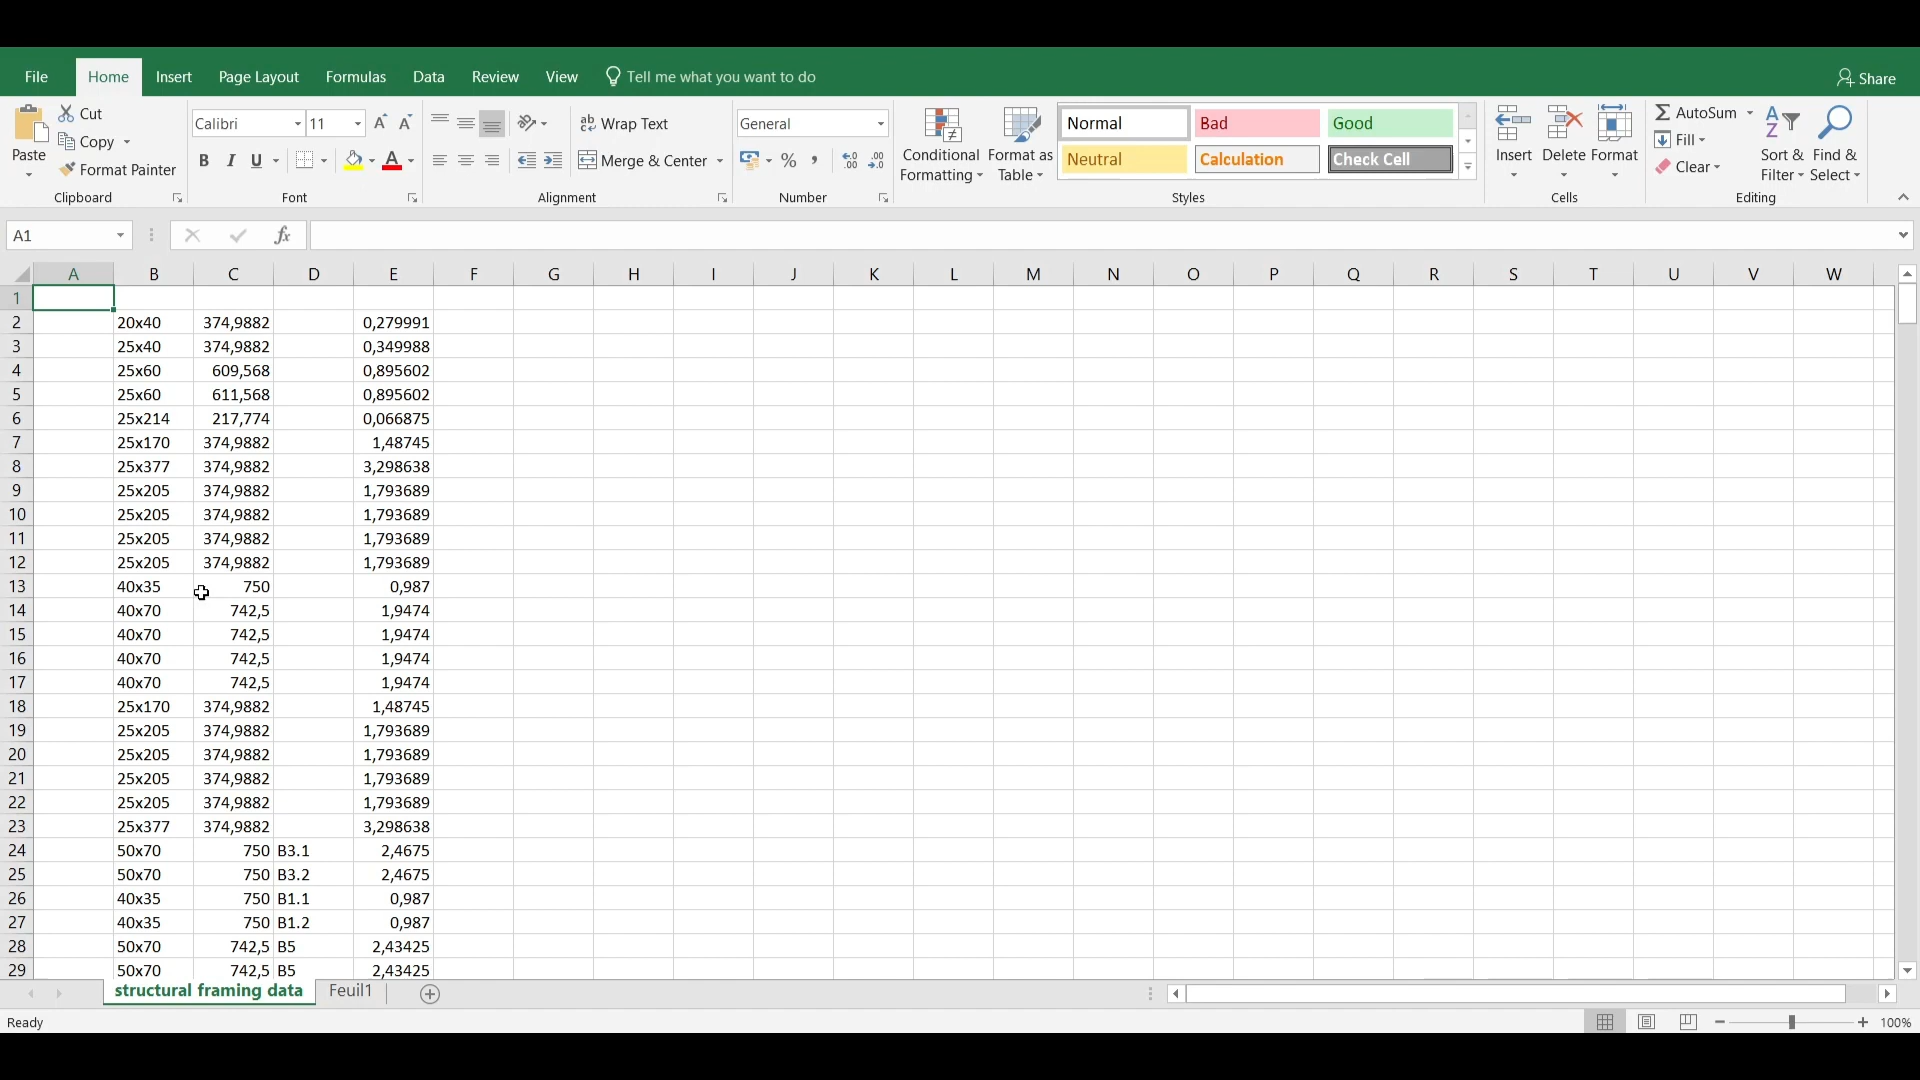 File Home Insert Page Layout Formulas Data Review View Tell me what you want to do Share
Paste Cut Copy Format Painter Clipboard
Calibri 11 B I U A Font
Wrap Text Merge & Center Alignment
General % Number
Conditional Formatting Format as Table
Normal Bad Good
Neutral Calculation Check Cell
Styles
Insert Delete Format Cells
AutoSum Fill Clear Sort & Filter Find & Select Editing
A1 fx
A B C D E F G H I J K L M N O P Q R S T U V W
1
2 20x40 374,9882 0,279991
3 25x40 374,9882 0,349988
4 25x60 609,568 0,895602
5 25x60 611,568 0,895602
6 25x214 217,774 0,066875
7 25x170 374,9882 1,48745
8 25x377 374,9882 3,298638
9 25x205 374,9882 1,793689
10 25x205 374,9882 1,793689
11 25x205 374,9882 1,793689
12 25x205 374,9882 1,793689
13 40x35 750 0,987
14 40x70 742,5 1,9474
15 40x70 742,5 1,9474
16 40x70 742,5 1,9474
17 40x70 742,5 1,9474
18 25x170 374,9882 1,48745
19 25x205 374,9882 1,793689
20 25x205 374,9882 1,793689
21 25x205 374,9882 1,793689
22 25x205 374,9882 1,793689
23 25x377 374,9882 3,298638
24 50x70 750 B3.1 2,4675
25 50x70 750 B3.2 2,4675
26 40x35 750 B1.1 0,987
27 40x35 750 B1.2 0,987
28 50x70 742,5 B5 2,43425
29 50x70 742,5 B5 2,43425
structural framing data Feuil1
Ready 100%